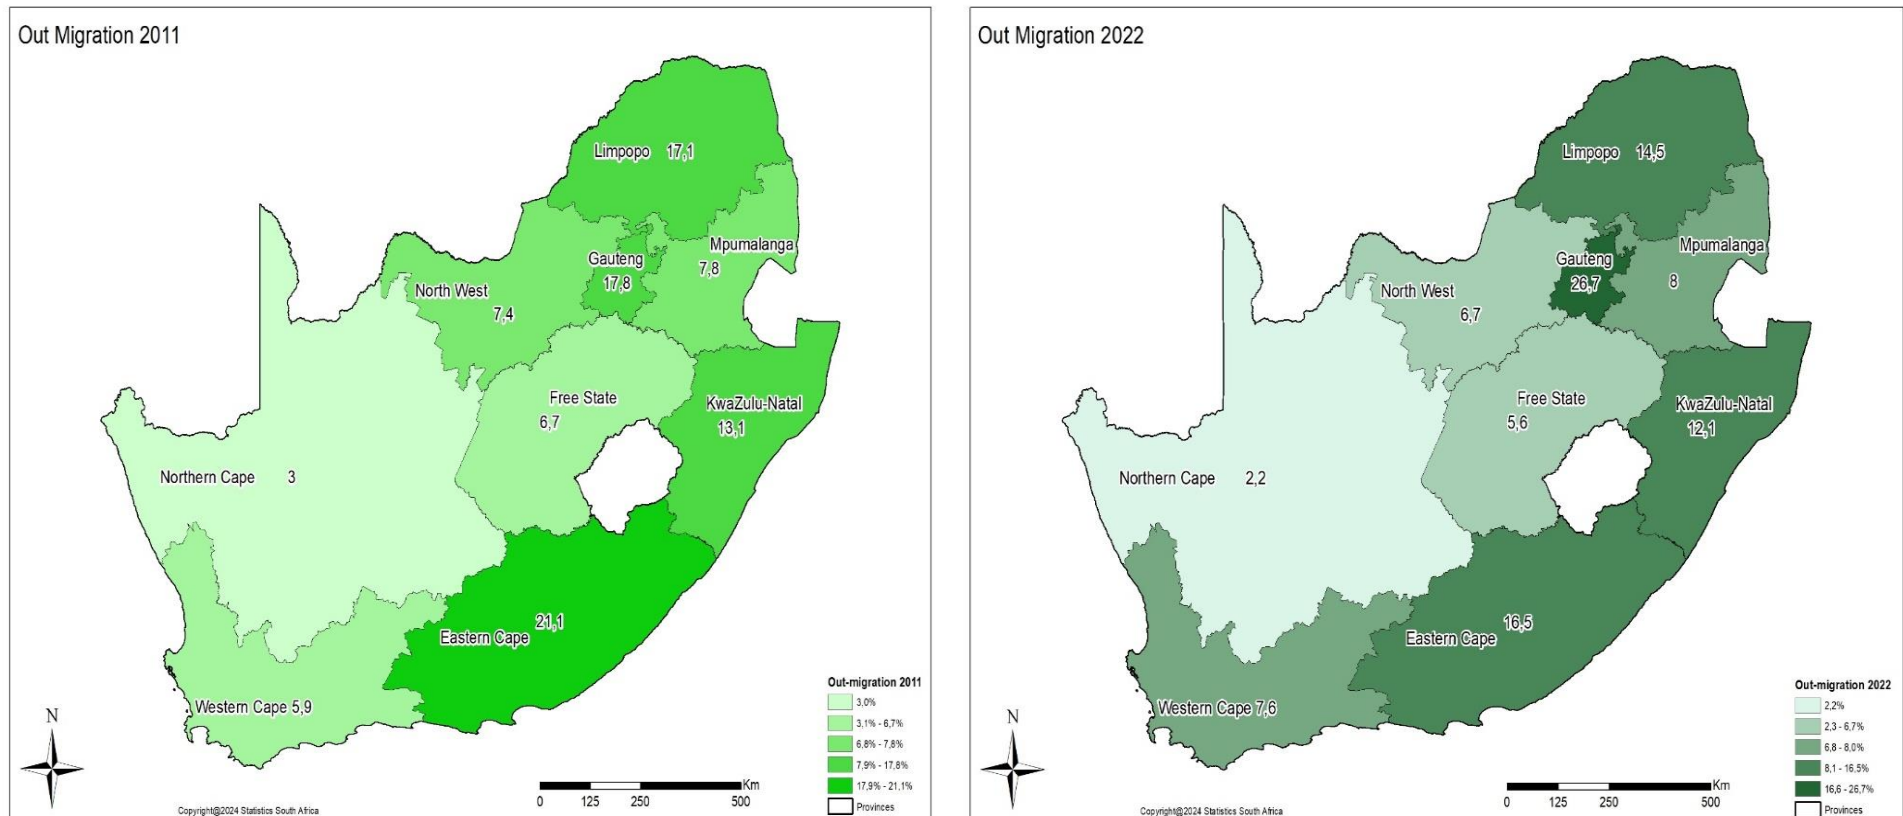 Out Migration 2011
Limpopo 17,1
Mpumalanga
7,8
Gauteng
17,8
North West
7,4
Free State
6,7
KwaZulu-Natal
13,1
Northern Cape 3
21,1
Eastern Cape
Western Cape 5,9
Out-migration 2011
3,0%
3,1% - 6,7%
6,8% - 7,8%
7,9% - 17,8%
17,9% - 21,1%
Provinces
N
Km
0 125 250 500
Copyright@2024 Statistics South Africa
Out Migration 2022
Limpopo 14,5
Mpumalanga
8
Gauteng
26,7
North West
6,7
Free State
5,6
KwaZulu-Natal
12,1
Northern Cape 2,2
16,5
Eastern Cape
Western Cape 7,6
Out-migration 2022
2,2%
2,3 - 6,7%
6,8 - 8,0%
8,1 - 16,5%
16,6 - 26,7%
Provinces
N
Km
0 125 250 500
Copyright@2024 Statistics South Africa